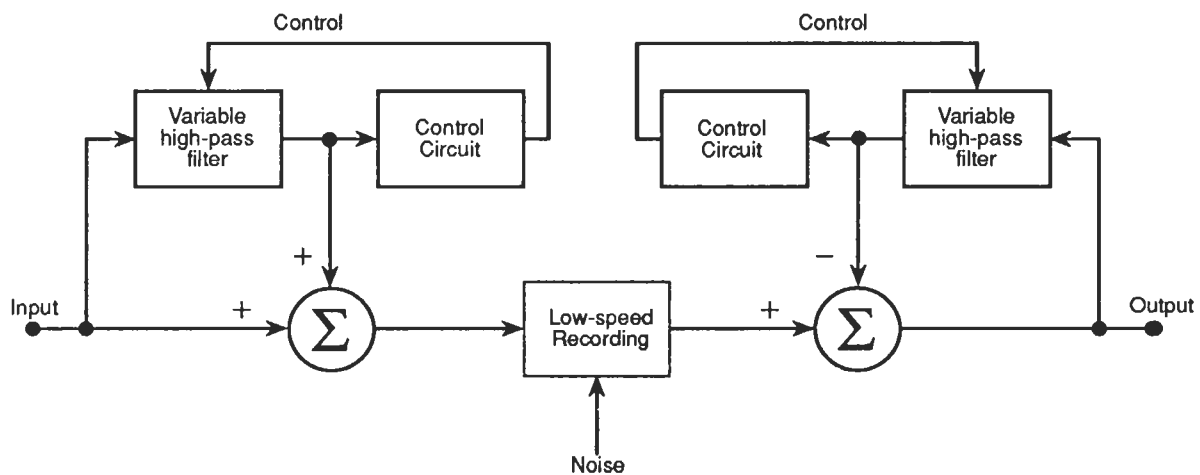 Control
Control
Variable
high-pass
filter
Control
Circuit
Control
Circuit
Variable
high-pass
filter
+
−
Input
+
Σ
Low-speed
Recording
+
Σ
Output
Noise